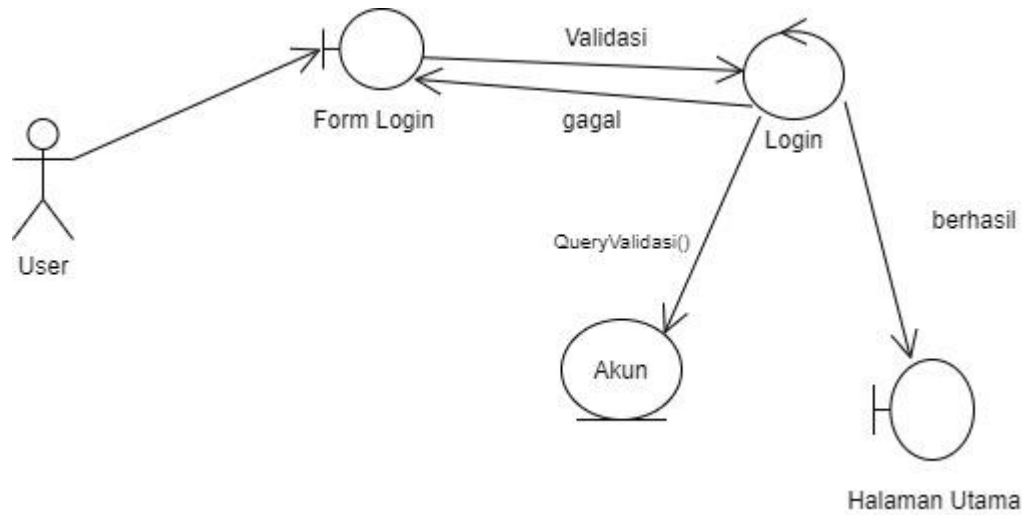 Validasi
Form Login
gagal
Login
berhasil
QueryValidasi()
User
Akun
Halaman Utama